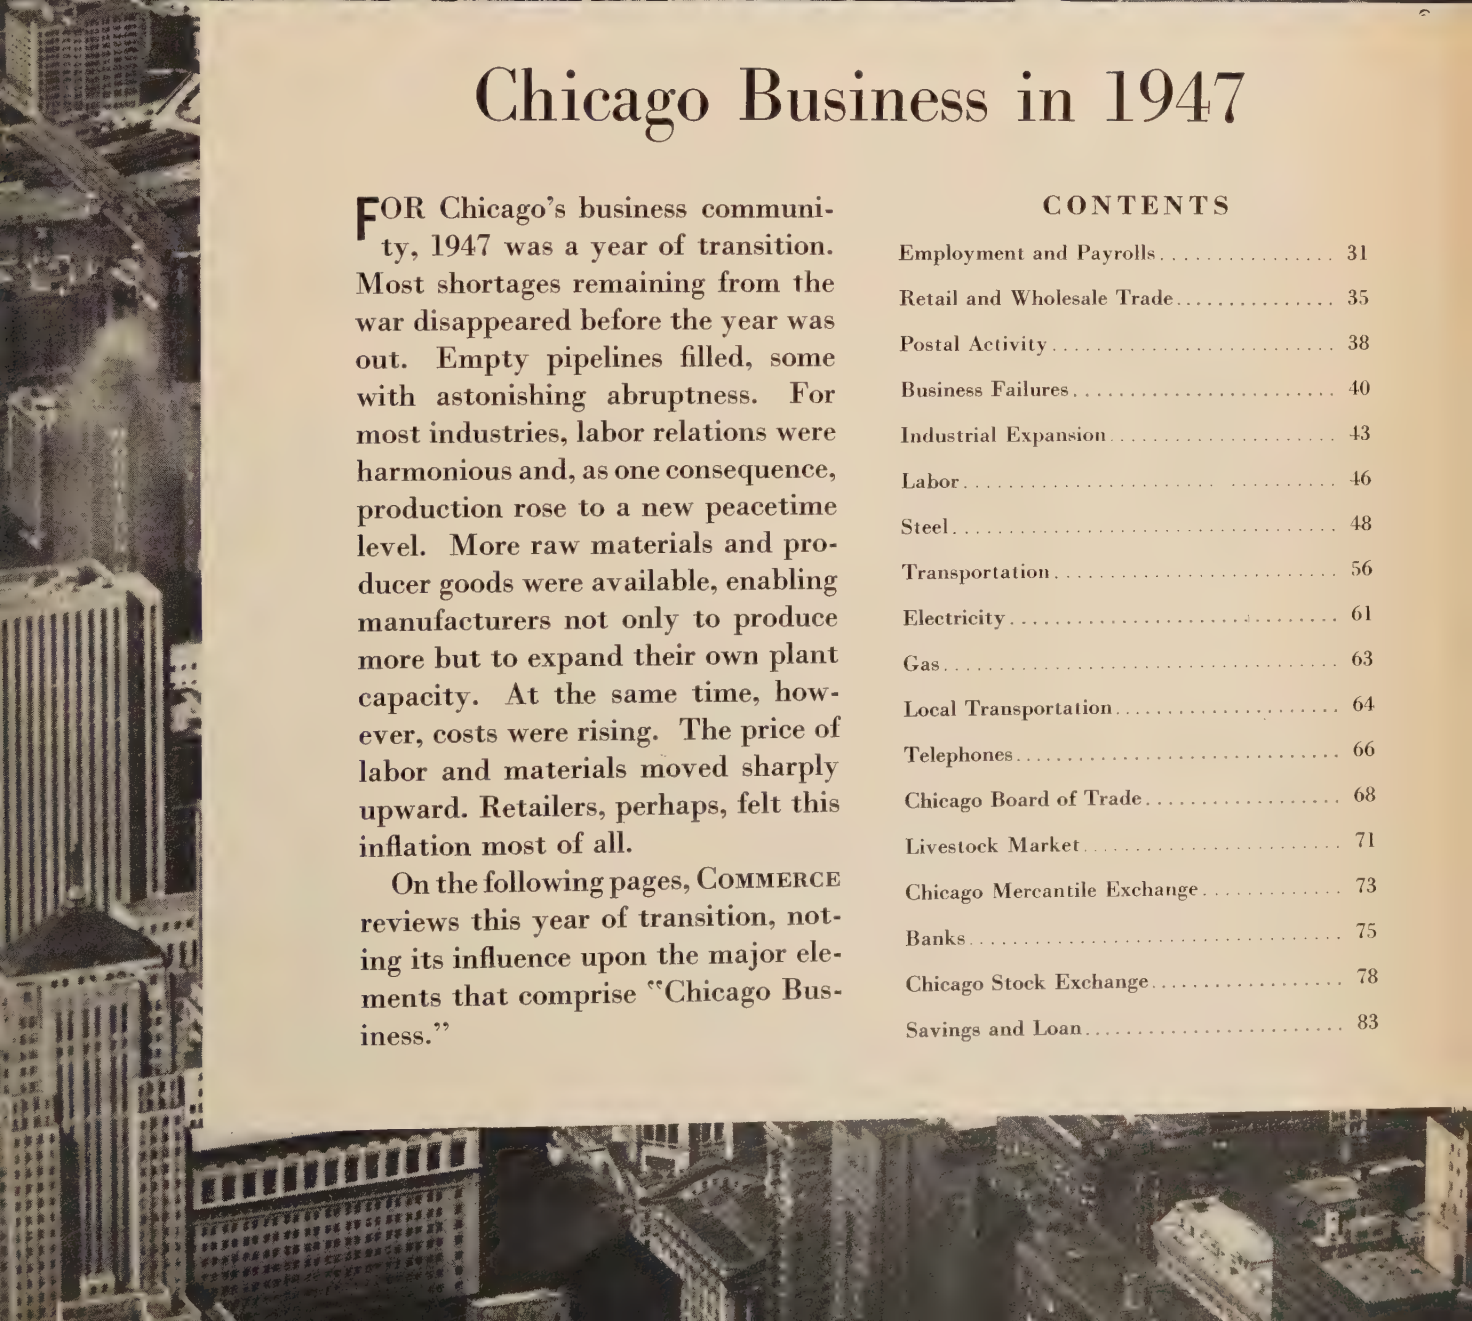 Chicago Business in 1947
FOR Chicago's business communi-
ty, 1947 was a year of transition.
Most shortages remaining from the
war disappeared before the year was
out. Empty pipelines filled, some
with astonishing abruptness. For
most industries, labor relations were
harmonious and, as one consequence,
production rose to a new peacetime
level. More raw materials and pro-
ducer goods were available, enabling
manufacturers not only to produce
more but to expand their own plant
capacity. At the same time, how-
ever, costs were rising. The price of
labor and materials moved sharply
upward. Retailers, perhaps, felt this
inflation most of all.
On the following pages, COMMERCE
reviews this year of transition, not-
ing its influence upon the major ele-
ments that comprise "Chicago Bus-
iness."
CONTENTS
Employment and Payrolls................ 31
Retail and Wholesale Trade............... 35
Postal Activity.......................... 38
Business Failures........................ 40
Industrial Expansion..................... 43
Labor.................................. 46
Steel................................... 48
Transportation.......................... 56
Electricity.............................. 61
Gas.................................... 63
Local Transportation..................... 64
Telephones.............................. 66
Chicago Board of Trade.................. 68
Livestock Market........................ 71
Chicago Mercantile Exchange............. 73
Banks.................................. 75
Chicago Stock Exchange.................. 78
Savings and Loan........................ 83